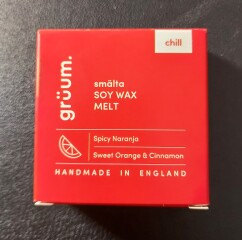 chill
grüum.
smälta
SOY WAX
MELT
Spicy Naranja
Sweet Orange & Cinnamon
HANDMADE IN ENGLAND